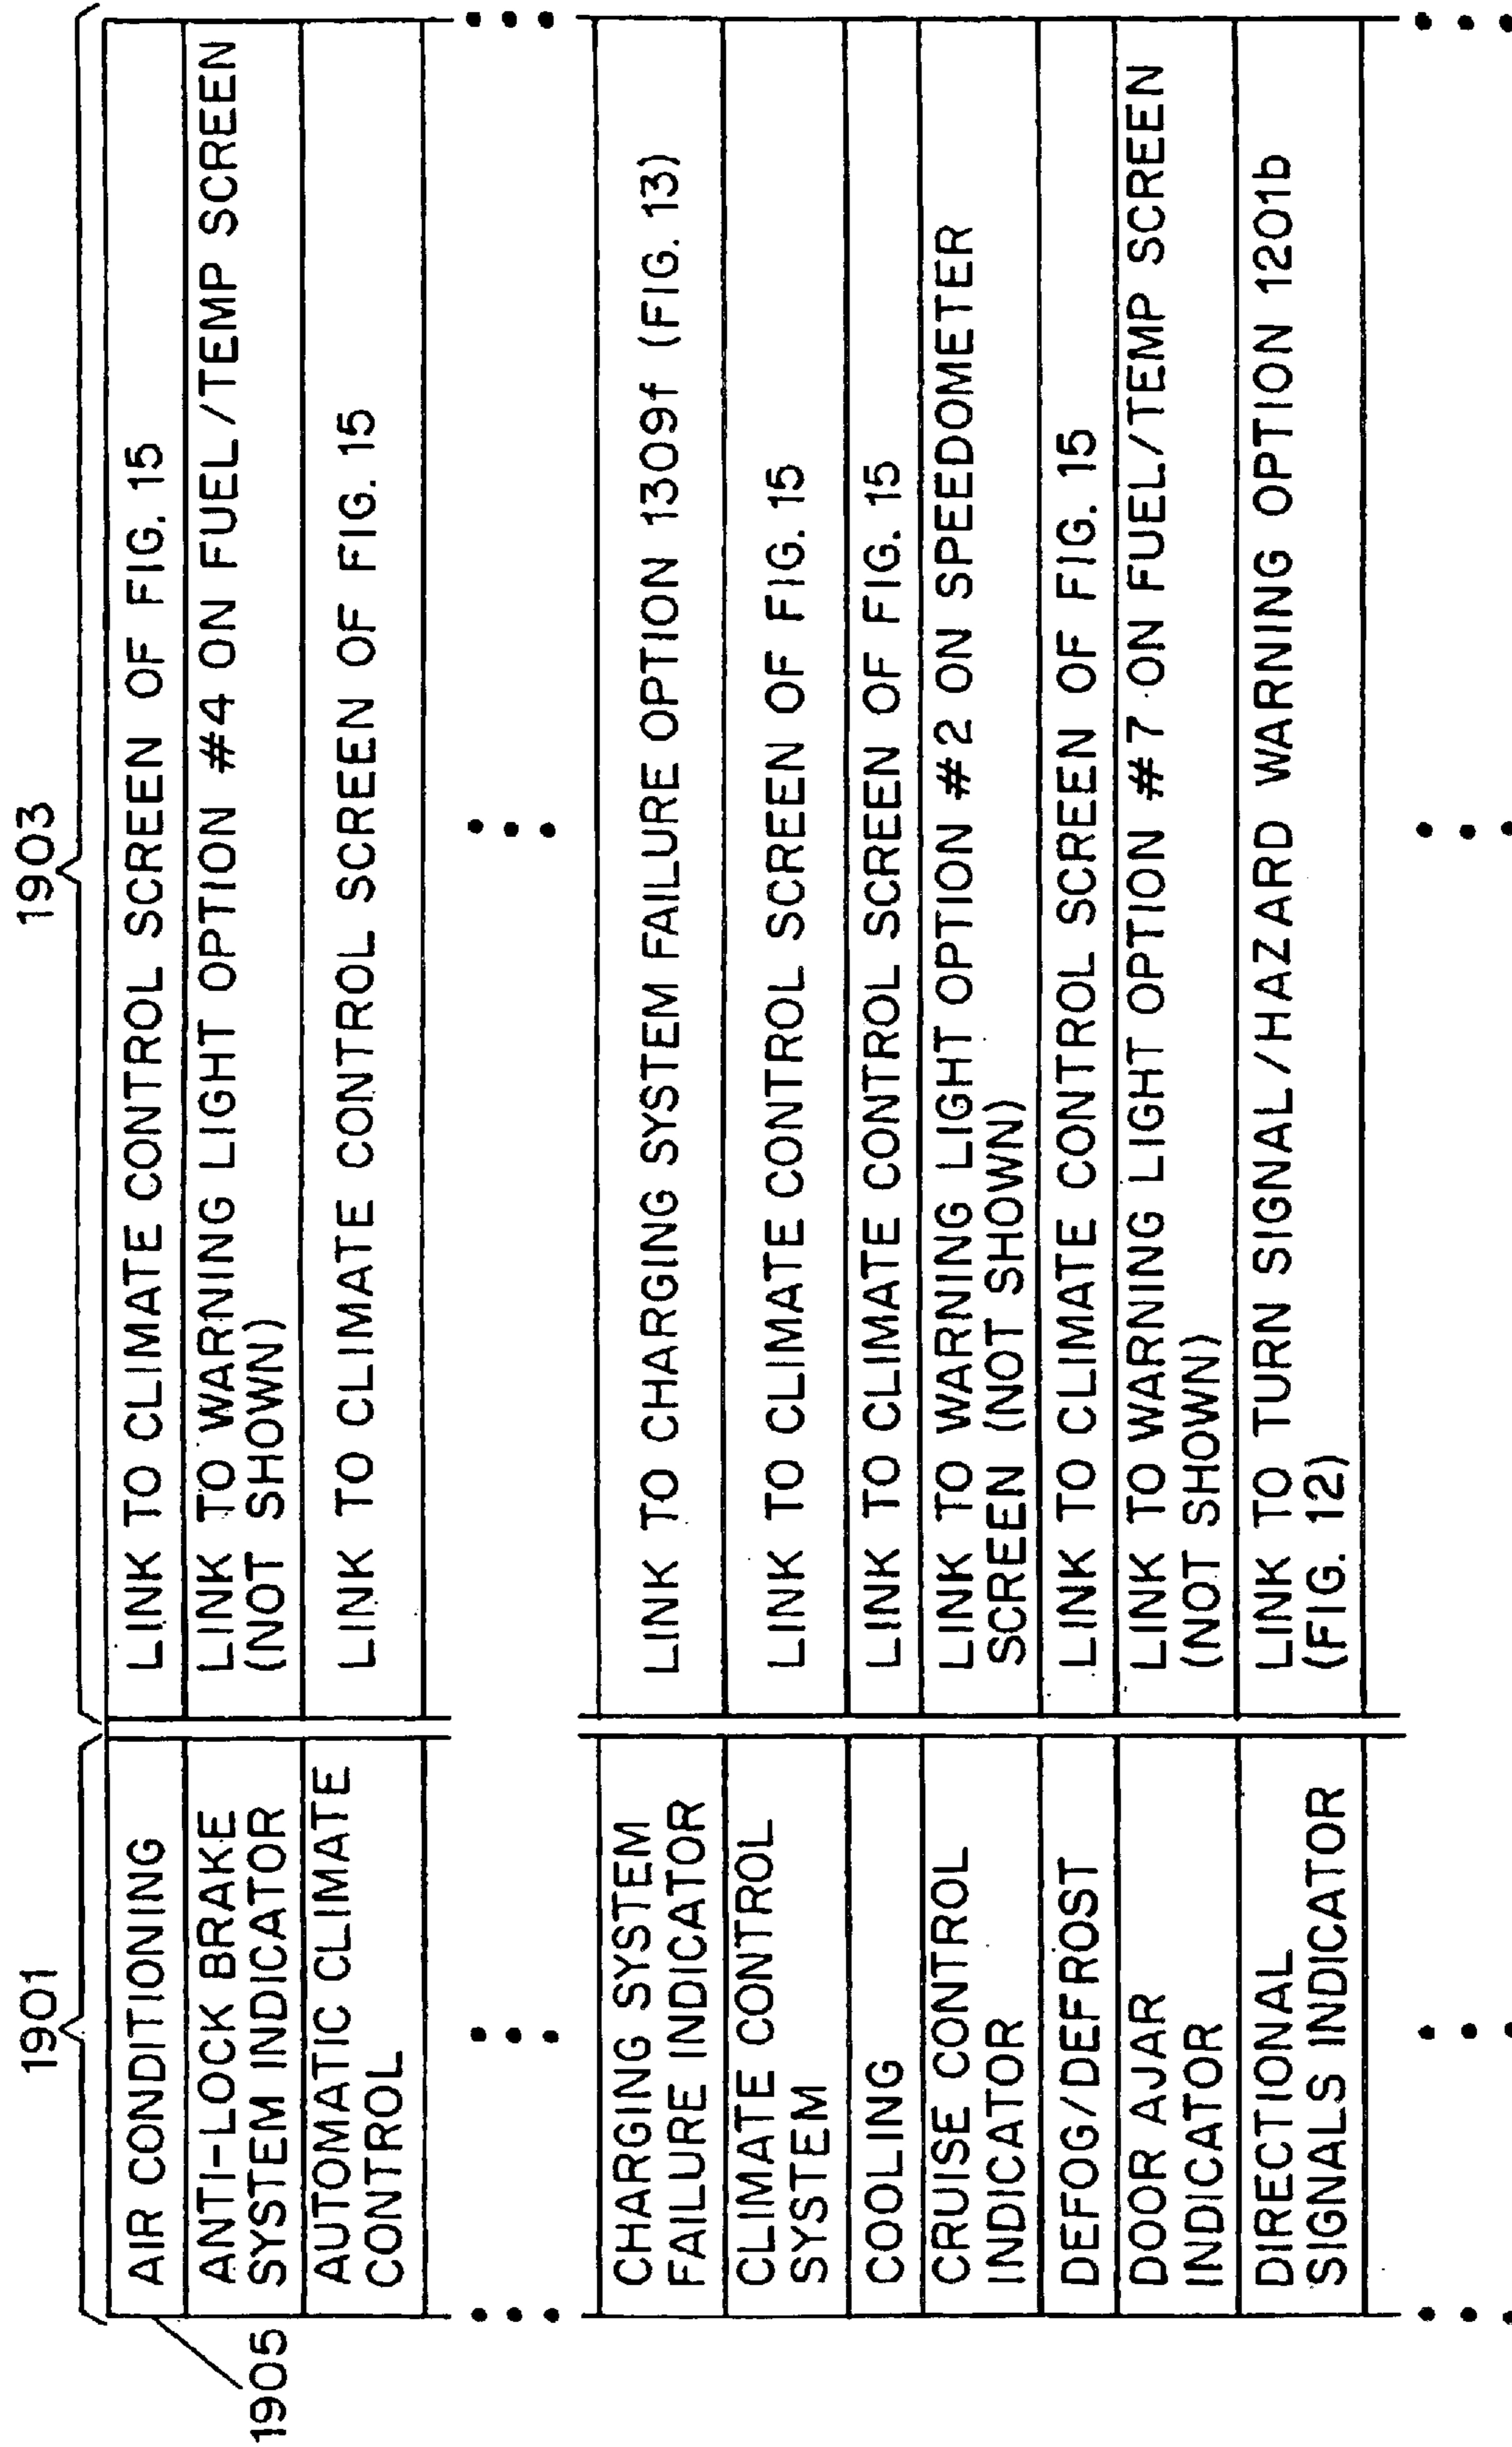 1901
1903
1905
AIR CONDITIONING
LINK TO CLIMATE CONTROL SCREEN OF FIG. 15
ANTI-LOCK BRAKE
SYSTEM INDICATOR
LINK TO WARNING LIGHT OPTION #4 ON FUEL/TEMP SCREEN
(NOT SHOWN)
AUTOMATIC CLIMATE
CONTROL
LINK TO CLIMATE CONTROL SCREEN OF FIG. 15
CHARGING SYSTEM
FAILURE INDICATOR
LINK TO CHARGING SYSTEM FAILURE OPTION 1309f (FIG. 13)
CLIMATE CONTROL
SYSTEM
LINK TO CLIMATE CONTROL SCREEN OF FIG. 15
COOLING
LINK TO CLIMATE CONTROL SCREEN OF FIG. 15
CRUISE CONTROL
INDICATOR
LINK TO WARNING LIGHT OPTION #2 ON SPEEDOMETER
SCREEN (NOT SHOWN)
DEFOG/DEFROST
LINK TO CLIMATE CONTROL SCREEN OF FIG. 15
DOOR AJAR
INDICATOR
LINK TO WARNING LIGHT OPTION #7 ON FUEL/TEMP SCREEN
(NOT SHOWN)
DIRECTIONAL
SIGNALS INDICATOR
LINK TO TURN SIGNAL/HAZARD WARNING OPTION 1201b
(FIG. 12)